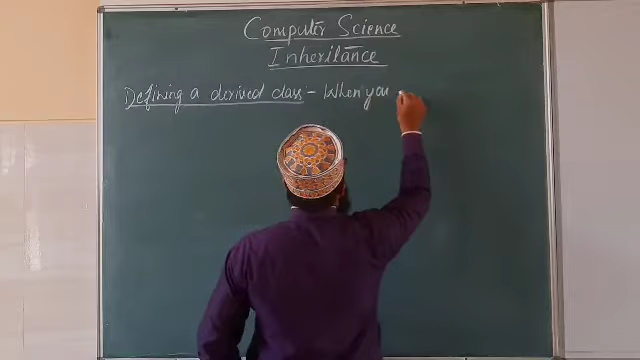 Computer Science
Inheritance
Defining a derived class - When you